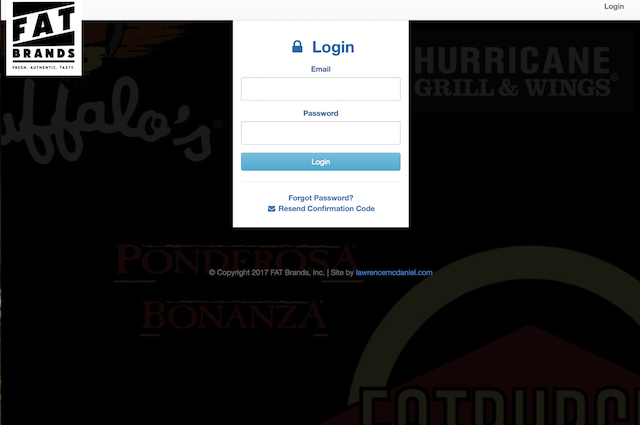 Login
FAT
BRANDS
FRESH. AUTHENTIC. TASTY.
Login
Email
Password
Login
Forgot Password?
Resend Confirmation Code
HURRICANE
GRILL & WINGS®
uffalo's™
PONDEROSA
© Copyright 2017 FAT Brands, Inc. | Site by lawrencemcdaniel.com
BONANZA
FATBURGE